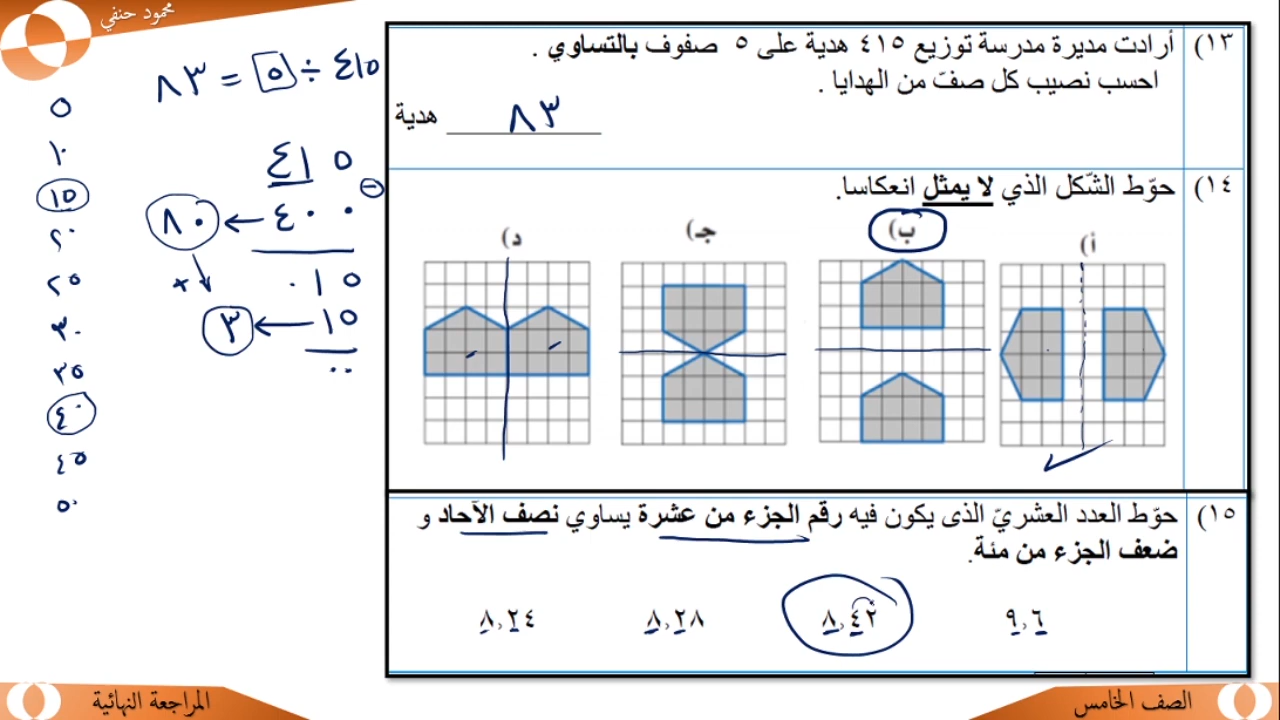 محمود حنفي
١٣) أرادت مديرة مدرسة توزيع ٤١٥ هدية على ٥ صفوف بالتساوي .
احسب نصيب كل صفّ من الهدايا .
٨٣ هدية
١٤) حوّط الشّكل الذي لا يمثل انعكاسا.
أ) ب) جـ) د)
١٥) حوّط العدد العشريّ الذى يكون فيه رقم الجزء من عشرة يساوي نصف الآحاد و
ضعف الجزء من مئة.
٩,٦ ٨,٤٢ ٨,٢٨ ٨,٢٤
٤١٥ ÷ ٥ = ٨٣
٤١٥
−
٤٠٠ ← ٨٠
٠١٥ +
١٥ ← ٣
٠٠
٥
١٠
١٥
٢٠
٢٥
٣٠
٣٥
٤٠
٤٥
٥٠
الصف الخامس
المراجعة النهائية